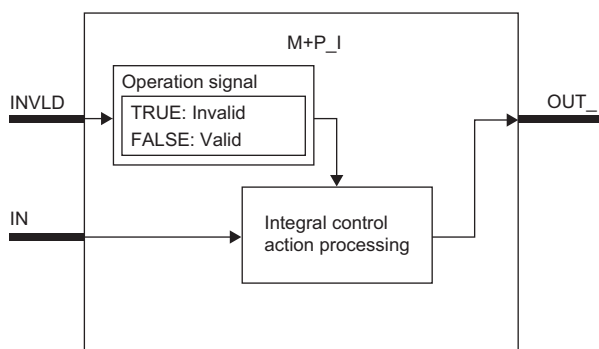 M+P_I
Operation signal
INVLD
TRUE: Invalid
FALSE: Valid
OUT_
IN
Integral control
action processing